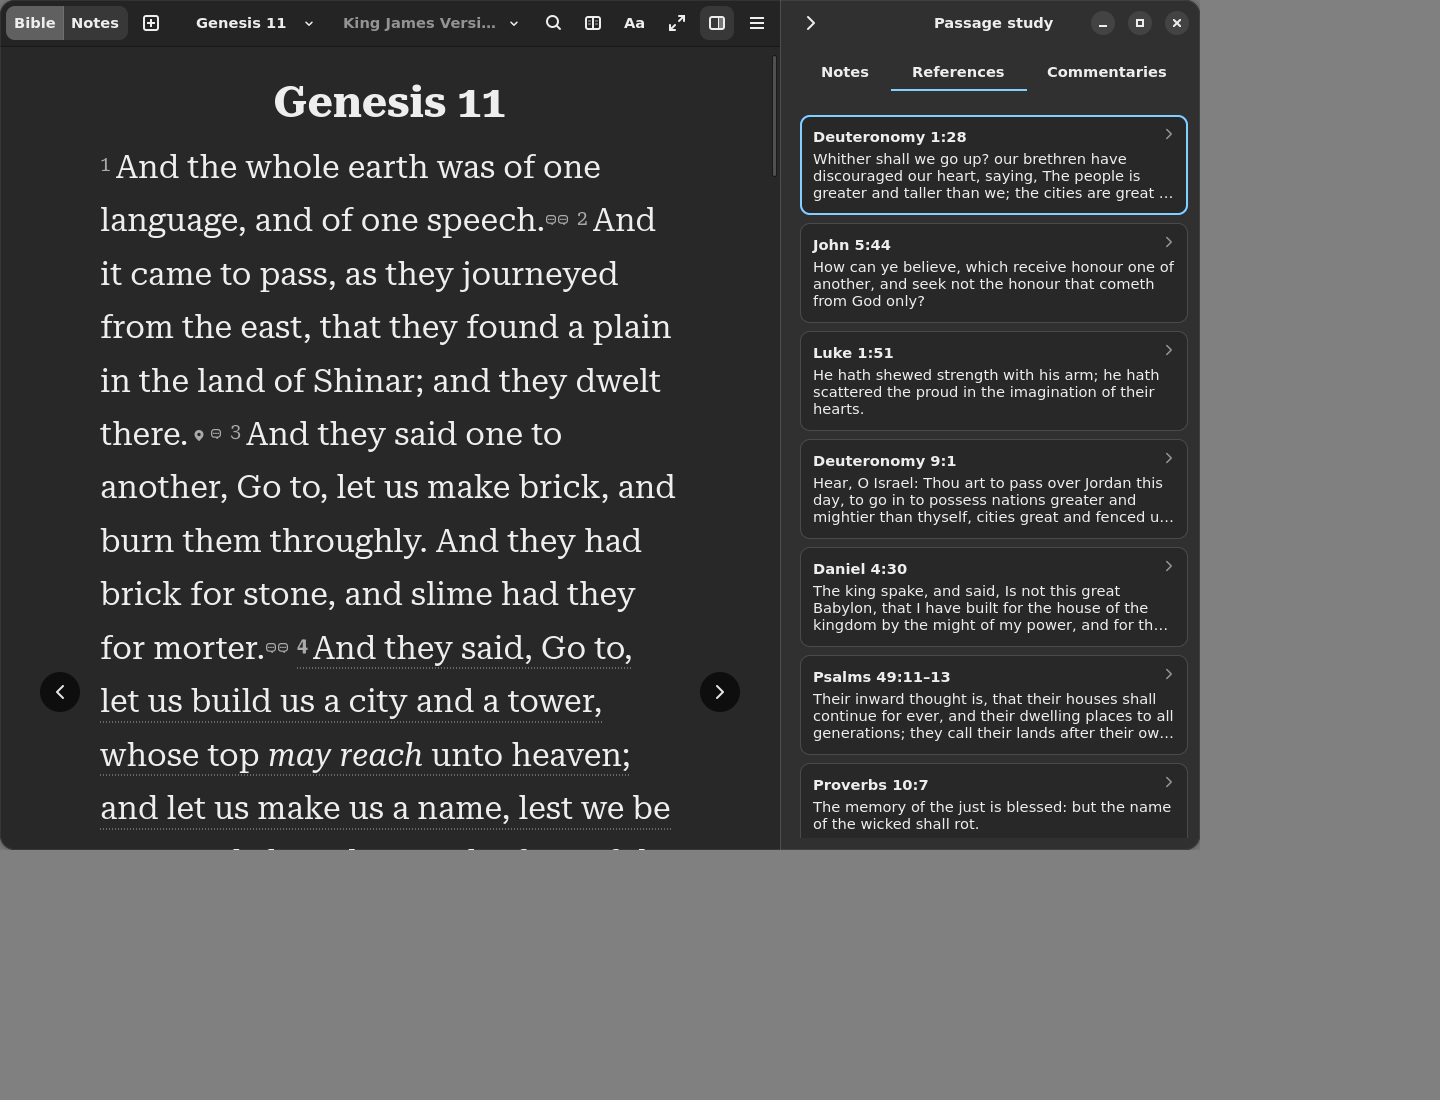 Bible Notes Genesis 11 King James Versi... Aa
Genesis 11
1 And the whole earth was of one
language, and of one speech. 2 And
it came to pass, as they journeyed
from the east, that they found a plain
in the land of Shinar; and they dwelt
there. 3 And they said one to
another, Go to, let us make brick, and
burn them throughly. And they had
brick for stone, and slime had they
for morter. 4 And they said, Go to,
let us build us a city and a tower,
whose top may reach unto heaven;
and let us make us a name, lest we be
Passage study
Notes References Commentaries
Deuteronomy 1:28
Whither shall we go up? our brethren have
discouraged our heart, saying, The people is
greater and taller than we; the cities are great ...
John 5:44
How can ye believe, which receive honour one of
another, and seek not the honour that cometh
from God only?
Luke 1:51
He hath shewed strength with his arm; he hath
scattered the proud in the imagination of their
hearts.
Deuteronomy 9:1
Hear, O Israel: Thou art to pass over Jordan this
day, to go in to possess nations greater and
mightier than thyself, cities great and fenced u...
Daniel 4:30
The king spake, and said, Is not this great
Babylon, that I have built for the house of the
kingdom by the might of my power, and for th...
Psalms 49:11–13
Their inward thought is, that their houses shall
continue for ever, and their dwelling places to all
generations; they call their lands after their ow...
Proverbs 10:7
The memory of the just is blessed: but the name
of the wicked shall rot.